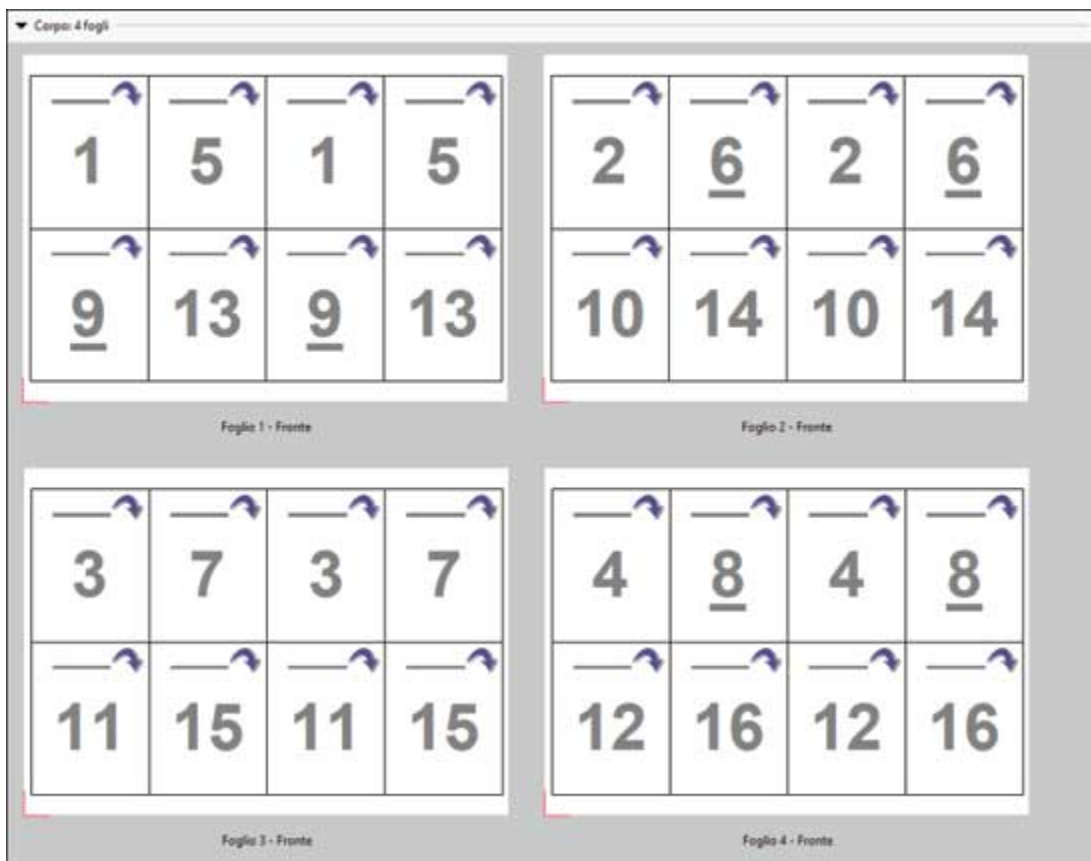 Corpo: 4 fogli
1 5 1 5
9 13 9 13
Foglio 1 - Fronte
2 6 2 6
10 14 10 14
Foglio 2 - Fronte
3 7 3 7
11 15 11 15
Foglio 3 - Fronte
4 8 4 8
12 16 12 16
Foglio 4 - Fronte